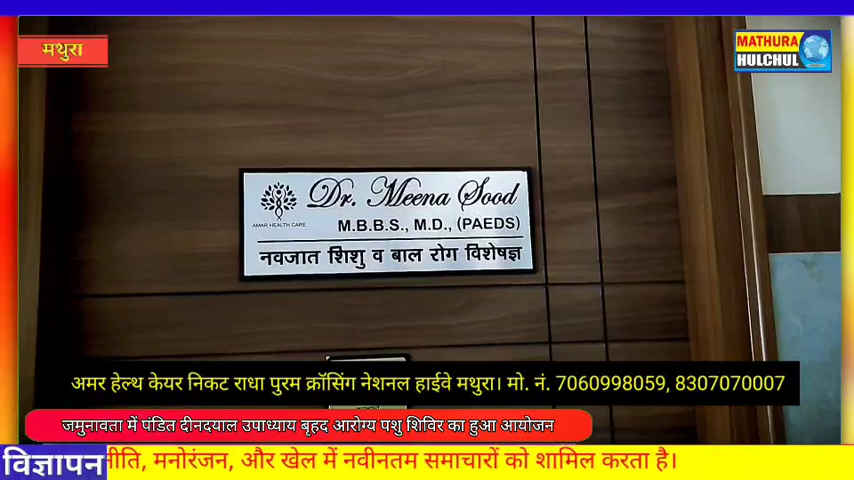 मथुरा
MATHURA
HULCHUL
Dr. Meena Sood
AMAR HEALTH CARE
M.B.B.S., M.D., (PAEDS)
नवजात शिशु व बाल रोग विशेषज्ञ
अमर हेल्थ केयर निकट राधा पुरम क्रॉसिंग नेशनल हाईवे मथुरा। मो. नं. 7060998059, 8307070007
जमुनावता में पंडित दीनदयाल उपाध्याय बृहद आरोग्य पशु शिविर का हुआ आयोजन
विज्ञापन
मनोरंजन, और खेल में नवीनतम समाचारों को शामिल करता है।